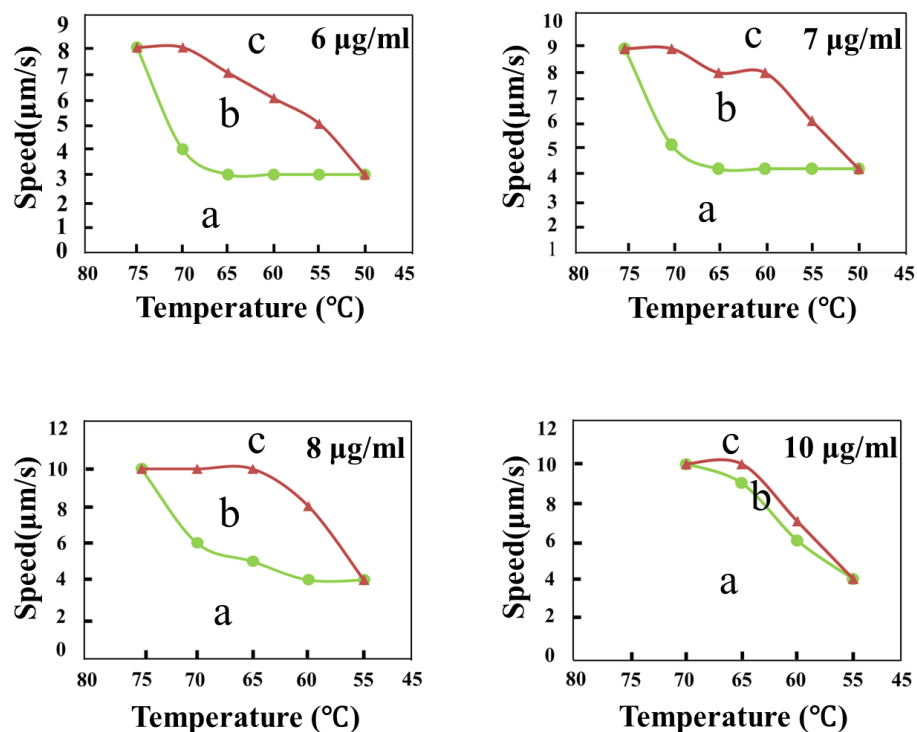 9
8
7
6
5
4
3
2
1
0
Speed(μm/s)
c
6 μg/ml
b
a
80 75 70 65 60 55 50 45
Temperature (℃)
10
9
8
7
6
5
4
3
2
1
Speed(μm/s)
c
7 μg/ml
b
a
80 75 70 65 60 55 50 45
Temperature (℃)
12
10
8
6
4
2
0
Speed(μm/s)
c
8 μg/ml
b
a
80 75 70 65 60 55 45
Temperature (℃)
12
10
8
6
4
2
0
Speed(μm/s)
c
10 μg/ml
b
a
80 75 70 65 60 55 45
Temperature (℃)